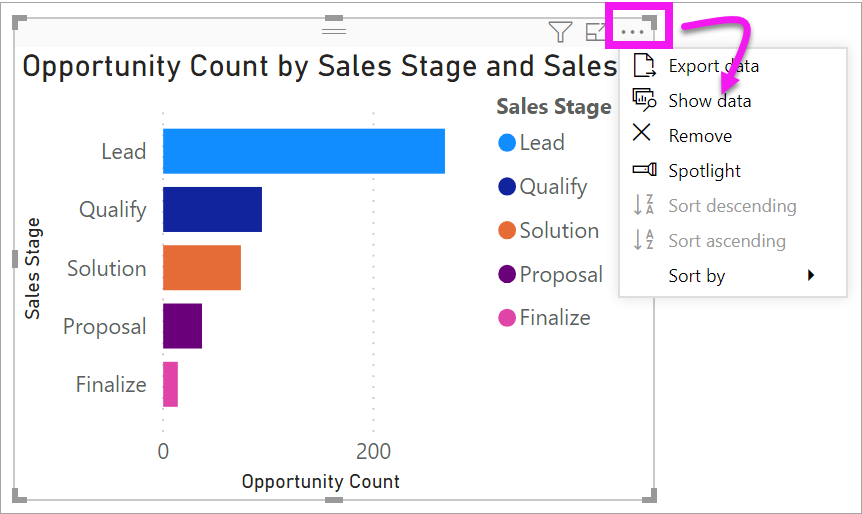 Opportunity Count by Sales Stage and Sales
Sales Stage
Lead
Qualify
Solution
Proposal
Finalize
Sales Stage
Lead
Qualify
Solution
Proposal
Finalize
0
200
Opportunity Count
Export data
Show data
Remove
Spotlight
Sort descending
Sort ascending
Sort by